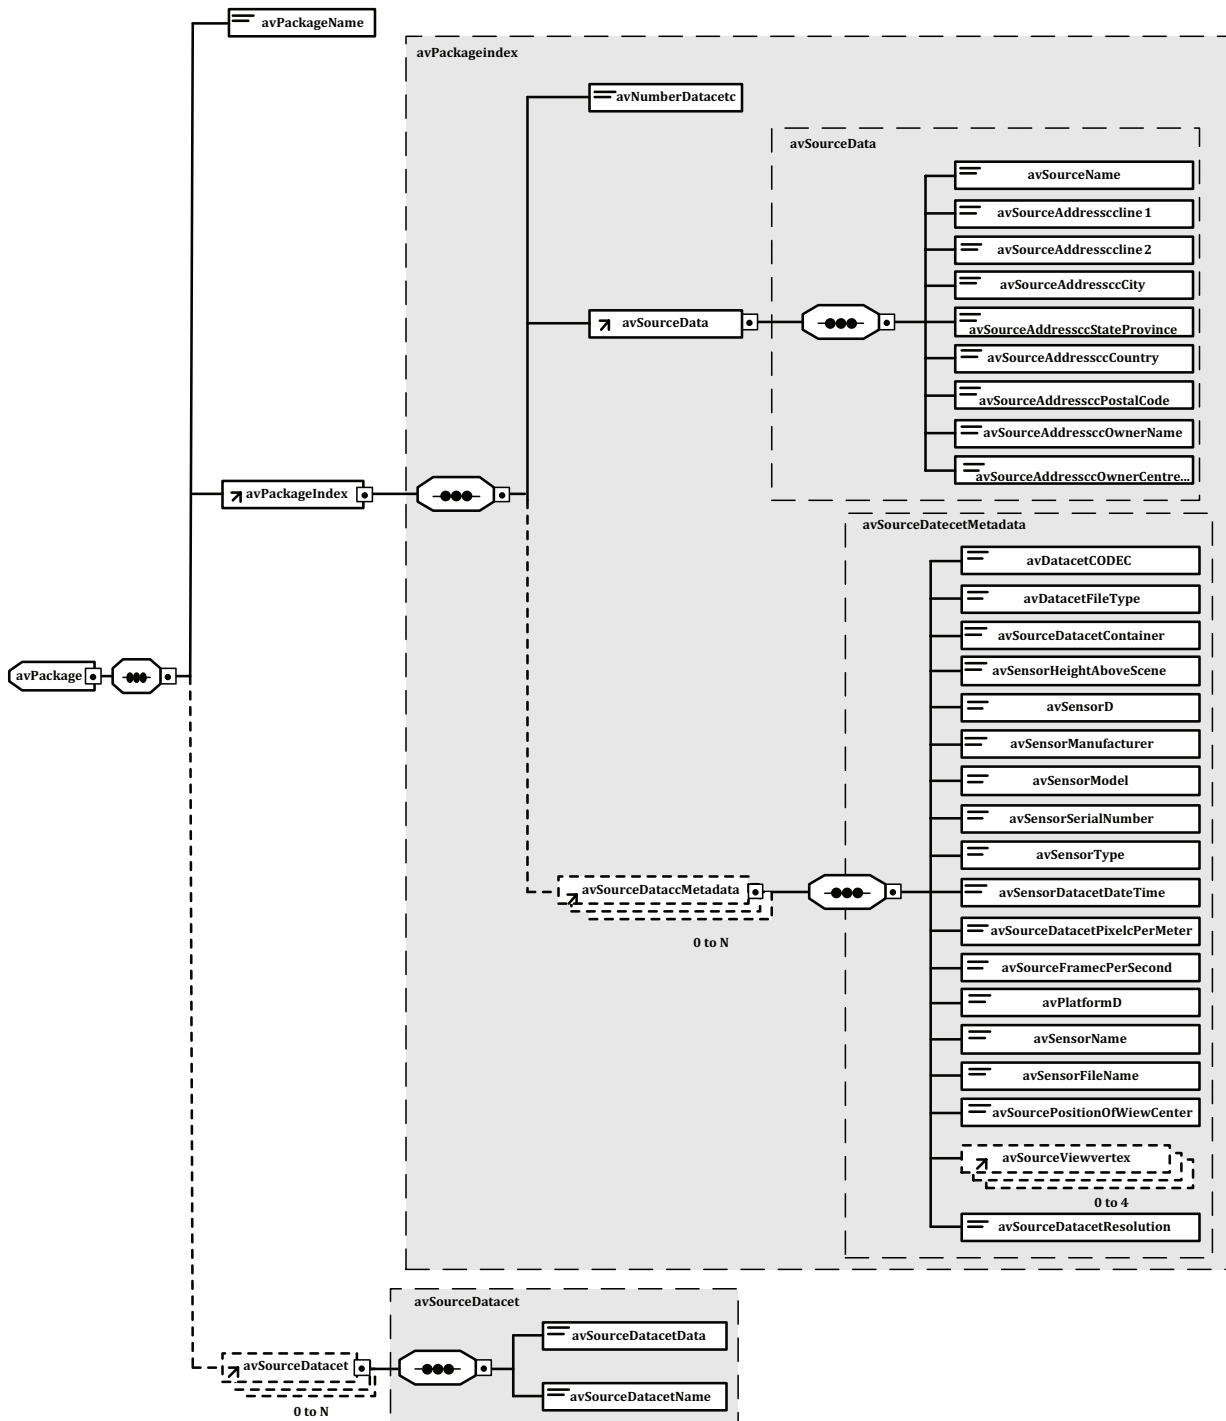 avPackageName
avPackageindex
avNumberDatacetc
avSourceData
avSourceName
avSourceAddressccline 1
avSourceAddressccline 2
avSourceAddressccCity
avSourceData
avSourceAddressccStateProvince
avSourceAddressccCountry
avSourceAddressccPostalCode
avSourceAddressccOwnerName
avSourceAddressccOwnerCentre...
avPackageIndex
avSourceDatecetMetadata
avDatacetCODEC
avDatacetFileType
avSourceDatacetContainer
avSensorHeightAboveScene
avPackage
avSensorD
avSensorManufacturer
avSensorModel
avSensorSerialNumber
avSensorType
avSourceDataccMetadata
0 to N
avSensorDatacetDateTime
avSourceDatacetPixelcPerMeter
avSourceFramecPerSecond
avPlatformD
avSensorName
avSensorFileName
avSourcePositionOfWiewCenter
avSourceViewvertex
0 to 4
avSourceDatacetResolution
avSourceDatacet
avSourceDatacetData
avSourceDatacet
0 to N
avSourceDatacetName